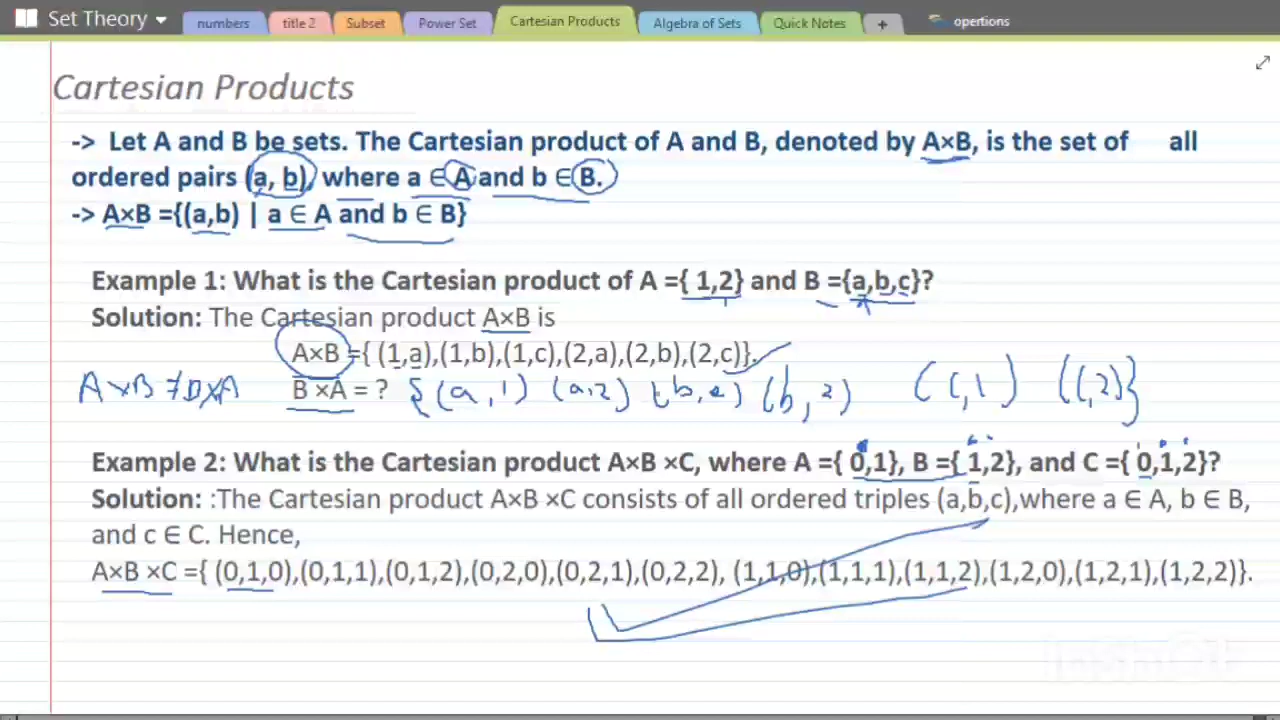 Set Theory
numbers title 2 Subset Power Set Cartesian Products Algebra of Sets Quick Notes + opertions
Cartesian Products
-> Let A and B be sets. The Cartesian product of A and B, denoted by A×B, is the set of all
ordered pairs (a, b), where a ∈ A and b ∈ B.
-> A×B ={(a,b) | a ∈ A and b ∈ B}
Example 1: What is the Cartesian product of A ={ 1,2} and B ={a,b,c}?
Solution: The Cartesian product A×B is
A×B ={ (1,a),(1,b),(1,c),(2,a),(2,b),(2,c)}.
A×B ≠ B×A B ×A = ? {(a,1) (a,2) (b, ) (b,2) (c,1) (c,2)}
Example 2: What is the Cartesian product A×B ×C, where A ={ 0,1}, B ={ 1,2}, and C ={ 0,1,2}?
Solution: :The Cartesian product A×B ×C consists of all ordered triples (a,b,c),where a ∈ A, b ∈ B,
and c ∈ C. Hence,
A×B ×C ={ (0,1,0),(0,1,1),(0,1,2),(0,2,0),(0,2,1),(0,2,2), (1,1,0),(1,1,1),(1,1,2),(1,2,0),(1,2,1),(1,2,2)}.